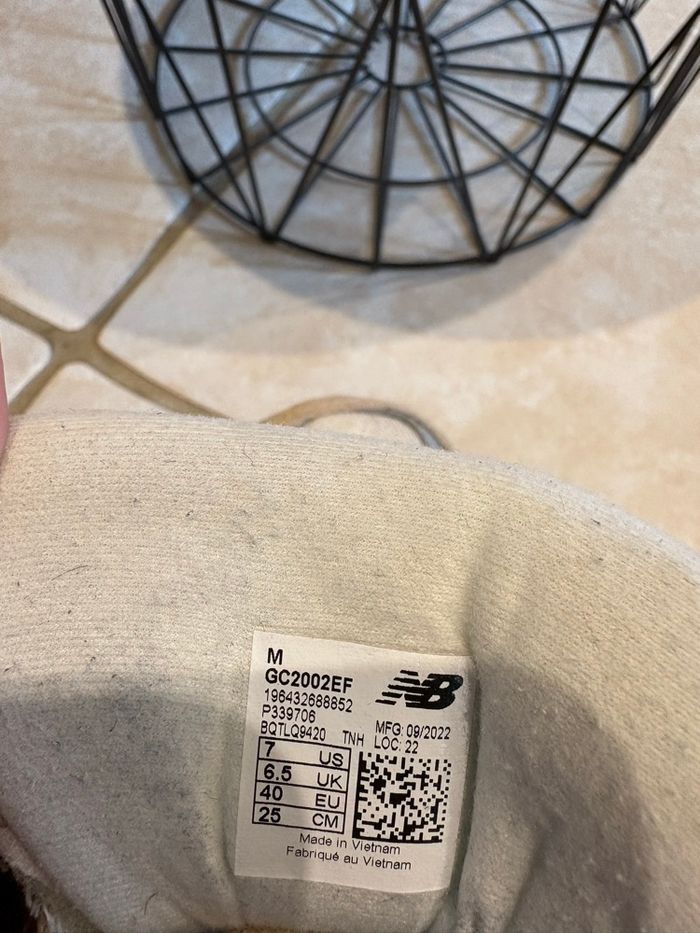 M
GC2002EF
NB
196432688852
P339706
BQTLQ9420 TNH
MFG: 09/2022
LOC: 22
7 US
6.5 UK
40 EU
25 CM
Made in Vietnam
Fabriqué au Vietnam